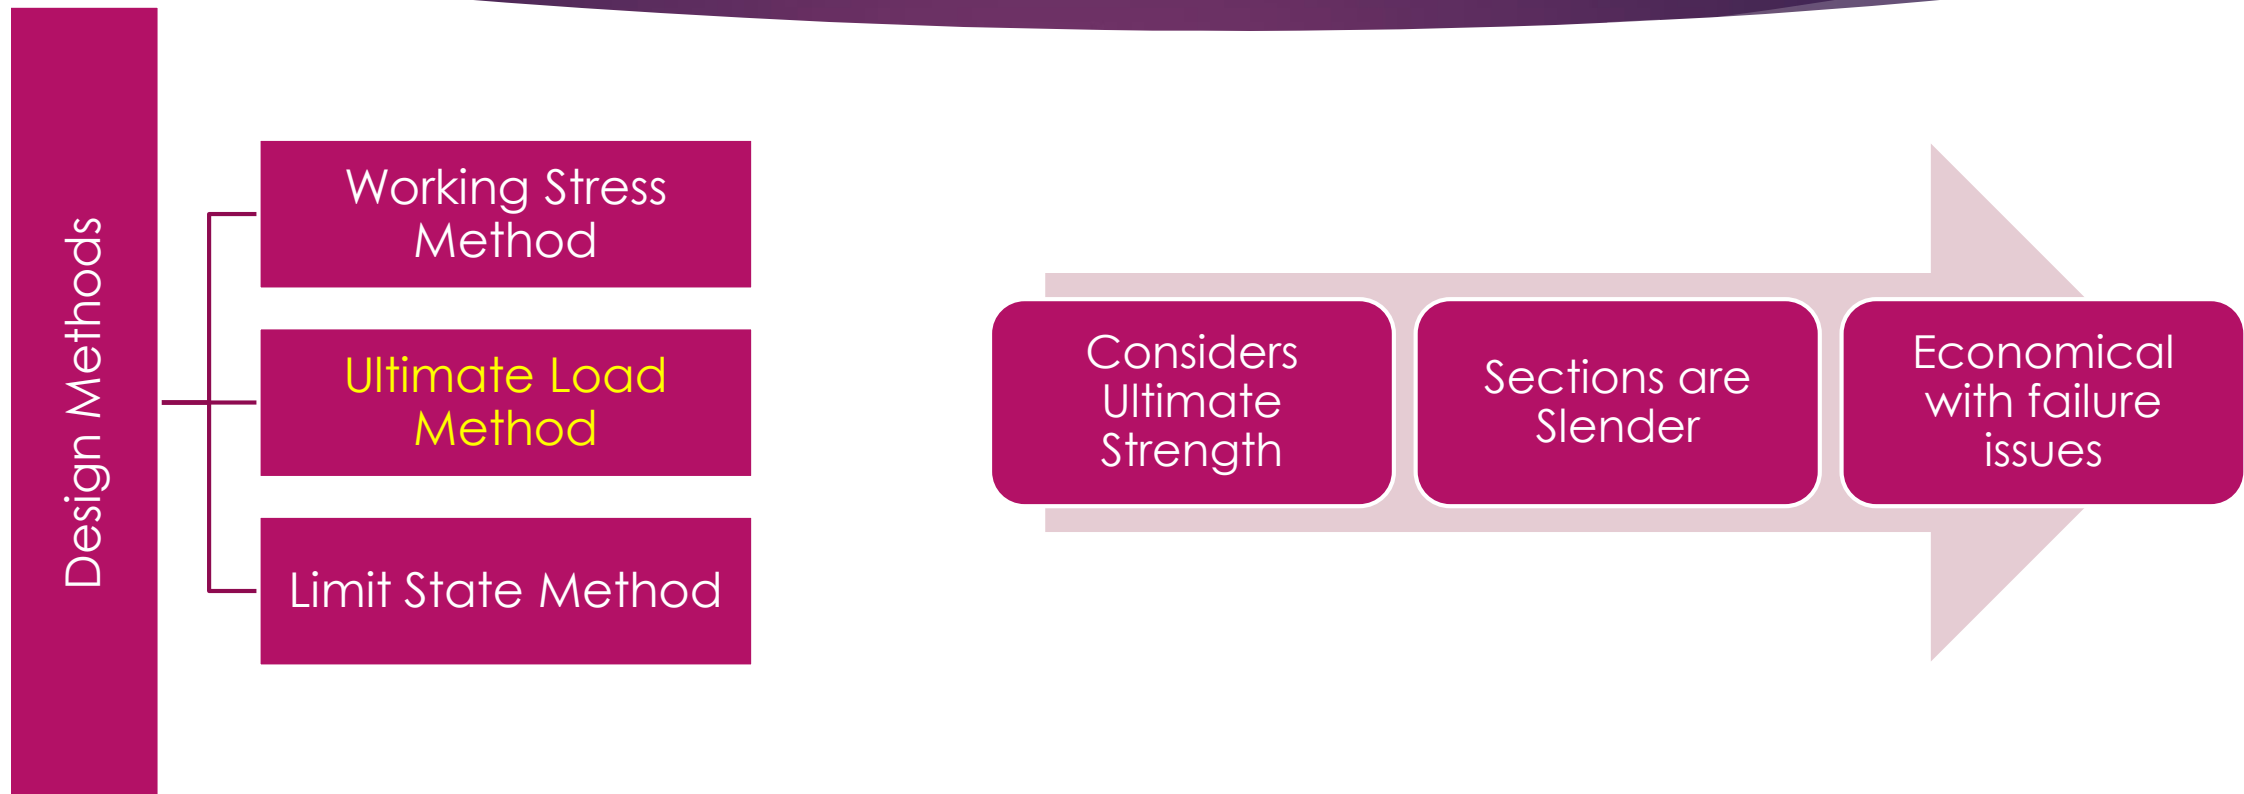 Design Methods
Working Stress
Method
Ultimate Load
Method
Limit State Method
Considers
Ultimate
Strength
Sections are
Slender
Economical
with failure
issues